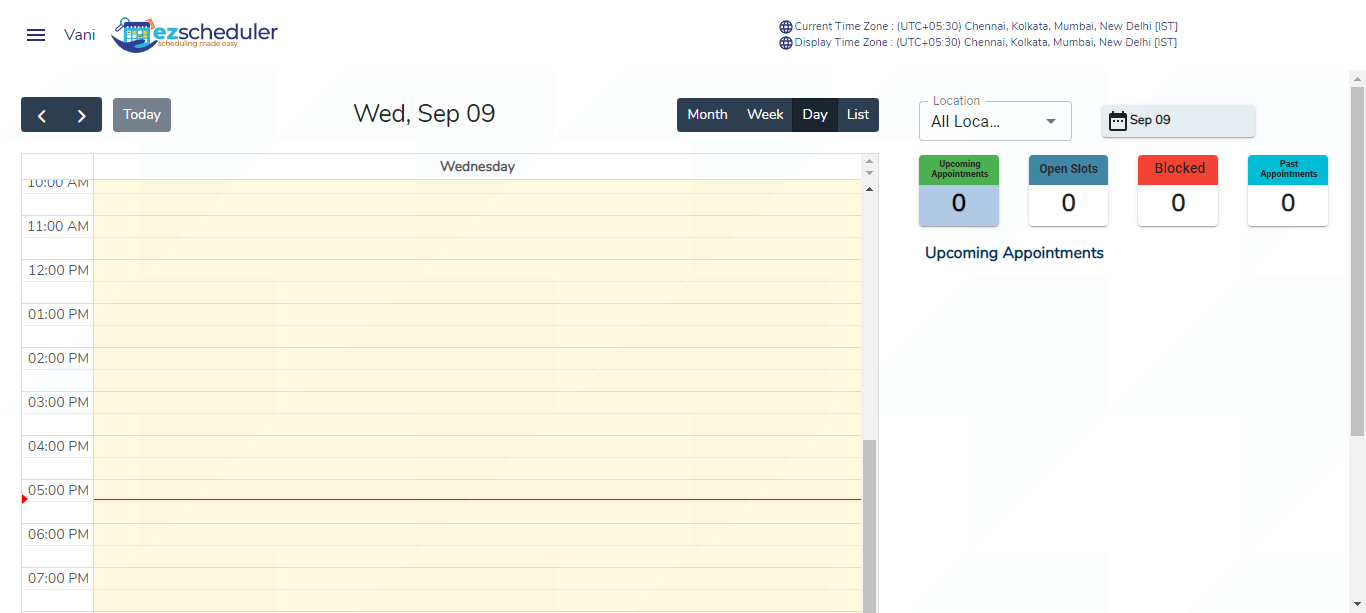 Vani
ezscheduler
scheduling made easy
Current Time Zone : (UTC+05:30) Chennai, Kolkata, Mumbai, New Delhi [IST]
Display Time Zone : (UTC+05:30) Chennai, Kolkata, Mumbai, New Delhi [IST]
Today
Wed, Sep 09
Month Week Day List
Location
All Loca...
Sep 09
Wednesday
10:00 AM
11:00 AM
12:00 PM
01:00 PM
02:00 PM
03:00 PM
04:00 PM
05:00 PM
06:00 PM
07:00 PM
Upcoming
Appointments
0
Open Slots
0
Blocked
0
Past
Appointments
0
Upcoming Appointments